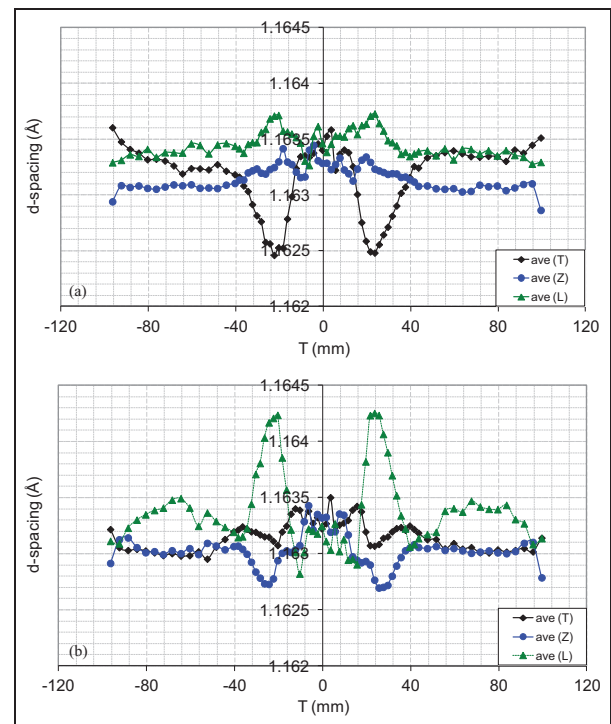 1.1645
1.164
1.1635
1.163
1.1625
1.162
d-spacing (Å)
(a)
ave (T)
ave (Z)
ave (L)
-120
-80
-40
0
40
80
120
T (mm)
1.1645
1.164
1.1635
1.163
1.1625
1.162
d-spacing (Å)
(b)
ave (T)
ave (Z)
ave (L)
-120
-80
-40
0
40
80
120
T (mm)